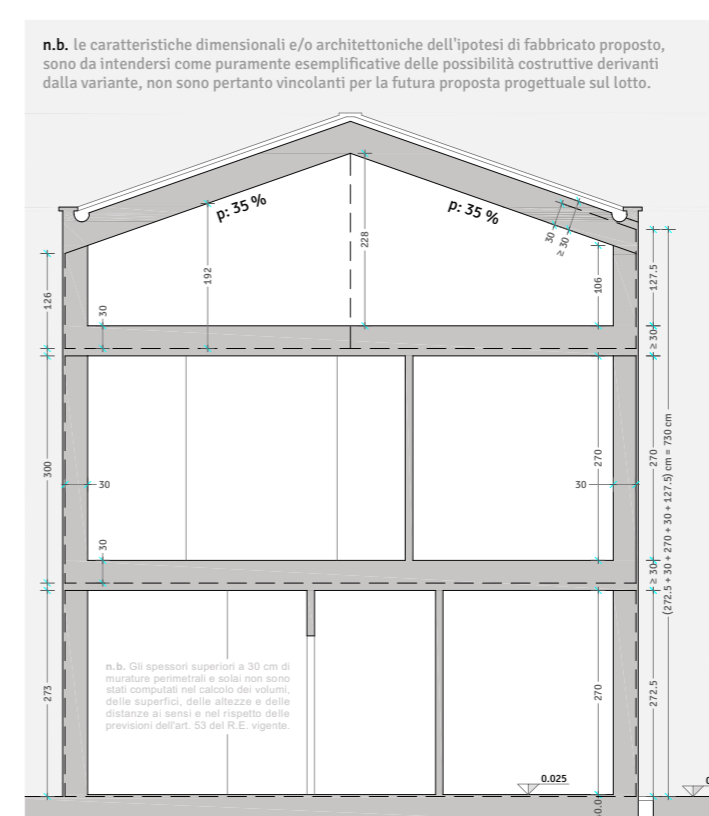 n.b. le caratteristiche dimensionali e/o architettoniche dell'ipotesi di fabbricato proposto,
sono da intendersi come puramente esemplificative delle possibilità costruttive derivanti
dalla variante, non sono pertanto vincolanti per la futura proposta progettuale sul lotto.
p: 35 %
p: 35 %
30
≥ 30
228
192
106
126
30
127.5
≥ 30
300
30
30
270
30
270
(272.5 + 30 + 270 + 30 + 127.5) cm = 730 cm
≥ 30
n.b. Gli spessori superiori a 30 cm di
murature perimetrali e solai non sono
stati computati nel calcolo dei volumi,
delle superfici, delle altezze e delle
distanze ai sensi e nel rispetto delle
previsioni dell'art. 53 del R.E. vigente.
273
270
272.5
0.025